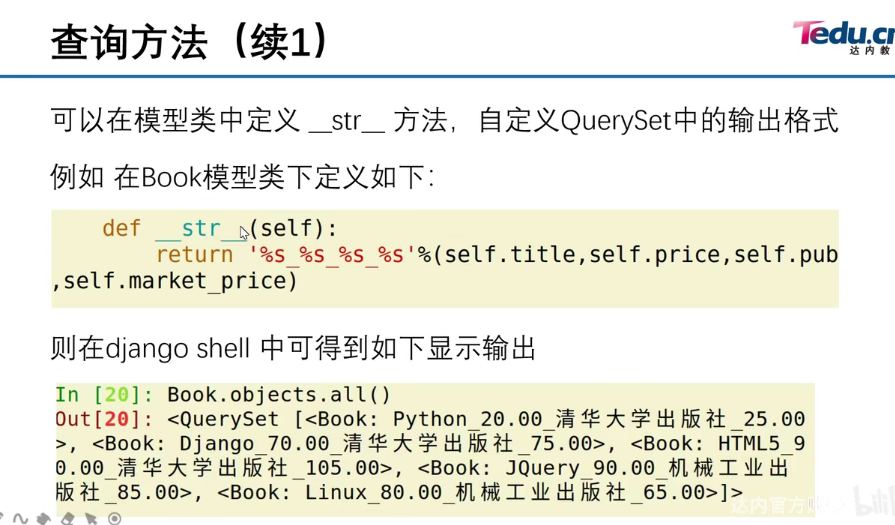 查询方法（续1）
Tedu.cn
达内教
可以在模型类中定义 __str__ 方法，自定义QuerySet中的输出格式
例如 在Book模型类下定义如下：
def __str__(self):
return '%s_%s_%s_%s'%(self.title,self.price,self.pub
,self.market_price)
则在django shell 中可得到如下显示输出
In [20]: Book.objects.all()
Out[20]: <QuerySet [<Book: Python_20.00_清华大学出版社_25.00
>, <Book: Django_70.00_清华大学出版社_75.00>, <Book: HTML5_9
0.00_清华大学出版社_105.00>, <Book: JQuery_90.00_机械工业出
版社_85.00>, <Book: Linux_80.00_机械工业出版社_65.00>]>
达内官方